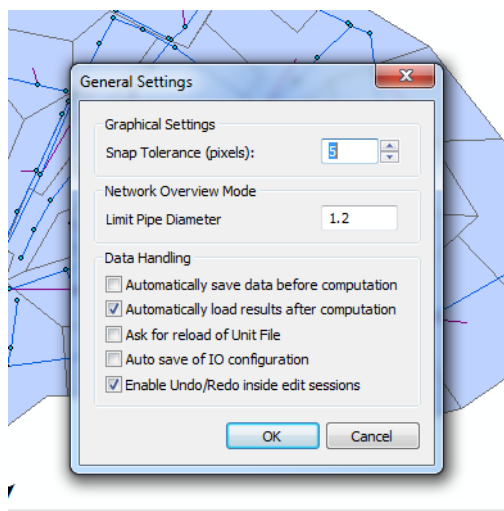 General Settings
Graphical Settings
Snap Tolerance (pixels):
5
Network Overview Mode
Limit Pipe Diameter
1.2
Data Handling
Automatically save data before computation
Automatically load results after computation
Ask for reload of Unit File
Auto save of IO configuration
Enable Undo/Redo inside edit sessions
OK
Cancel